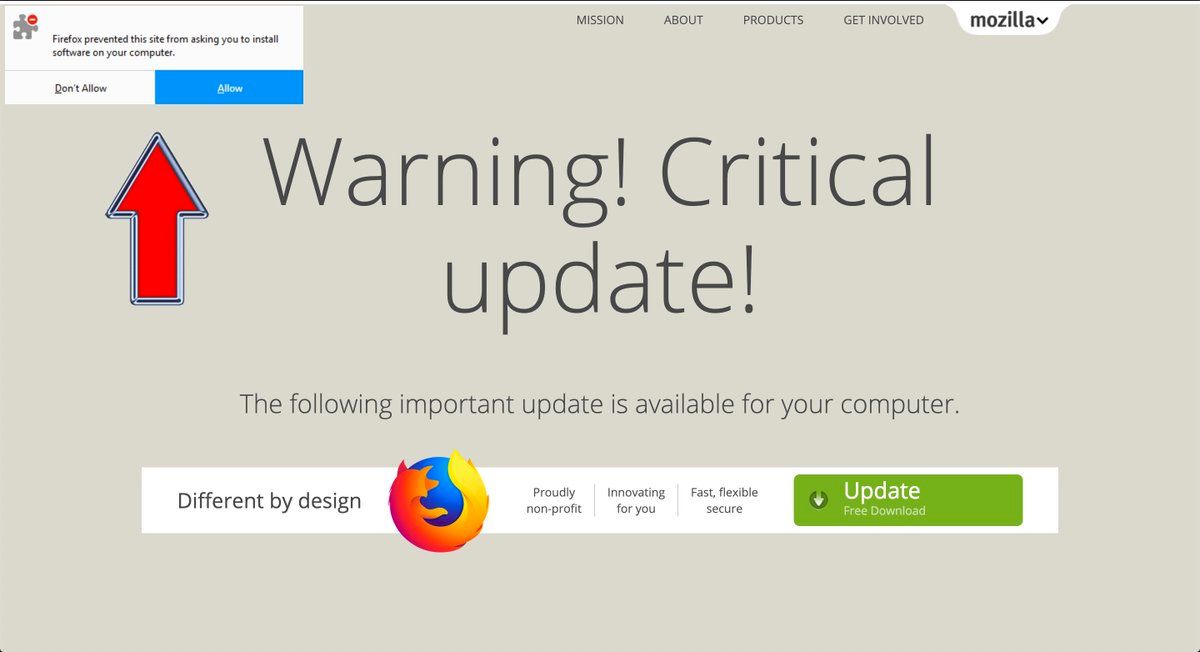 Firefox prevented this site from asking you to install
software on your computer.
Don't Allow
Allow
MISSION
ABOUT
PRODUCTS
GET INVOLVED
mozilla
Warning! Critical
update!
The following important update is available for your computer.
Different by design
Proudly
non-profit
Innovating
for you
Fast, flexible
secure
Update
Free Download